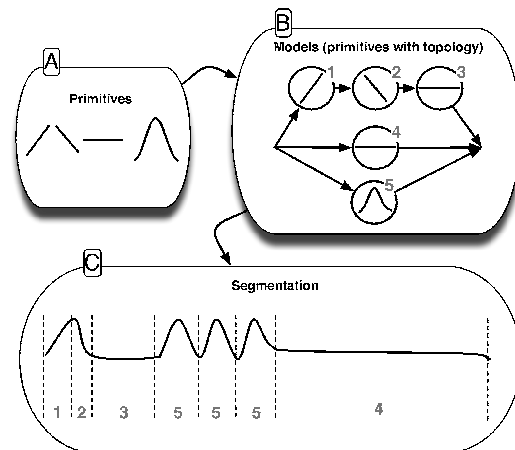 A
Primitives
B
Models (primitives with topology)
1 2 3
4
5
C
Segmentation
1 2 3 5 5 5 4